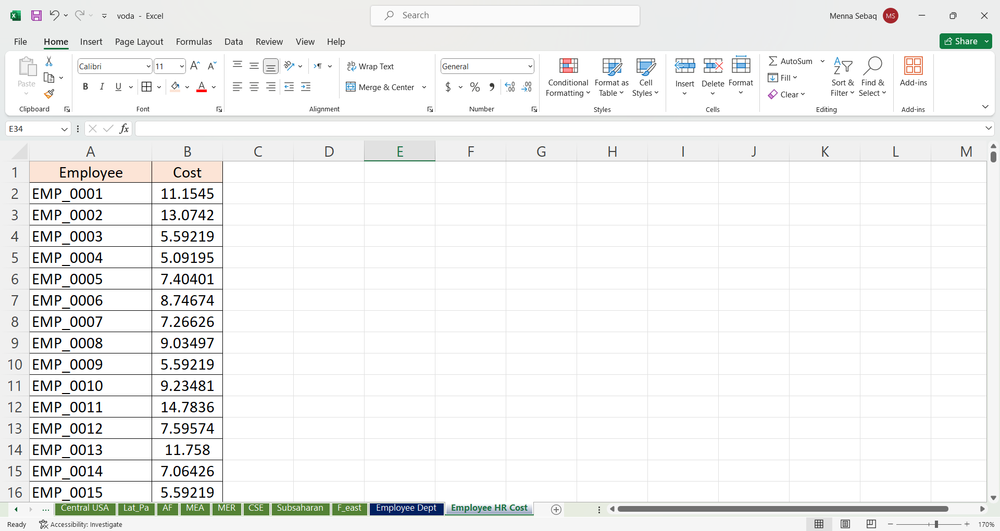 voda - Excel
Search
Menna Sebaq MS
File Home Insert Page Layout Formulas Data Review View Help
Share
Paste
Clipboard
Calibri 11
B I U
Font
Wrap Text
Merge & Center
Alignment
General
$ % ,
Number
Conditional Formatting
Format as Table
Cell Styles
Styles
Insert Delete Format
Cells
AutoSum
Fill
Clear
Sort & Filter
Find & Select
Editing
Add-ins
Add-ins
E34 fx
A B C D E F G H I J K L M
1 Employee Cost
2 EMP_0001 11.1545
3 EMP_0002 13.0742
4 EMP_0003 5.59219
5 EMP_0004 5.09195
6 EMP_0005 7.40401
7 EMP_0006 8.74674
8 EMP_0007 7.26626
9 EMP_0008 9.03497
10 EMP_0009 5.59219
11 EMP_0010 9.23481
12 EMP_0011 14.7836
13 EMP_0012 7.59574
14 EMP_0013 11.758
15 EMP_0014 7.06426
16 EMP_0015 5.59219
... Central USA Lat_Pa AF MEA MER CSE Subsaharan F_east Employee Dept Employee HR Cost
Ready Accessibility: Investigate 170%